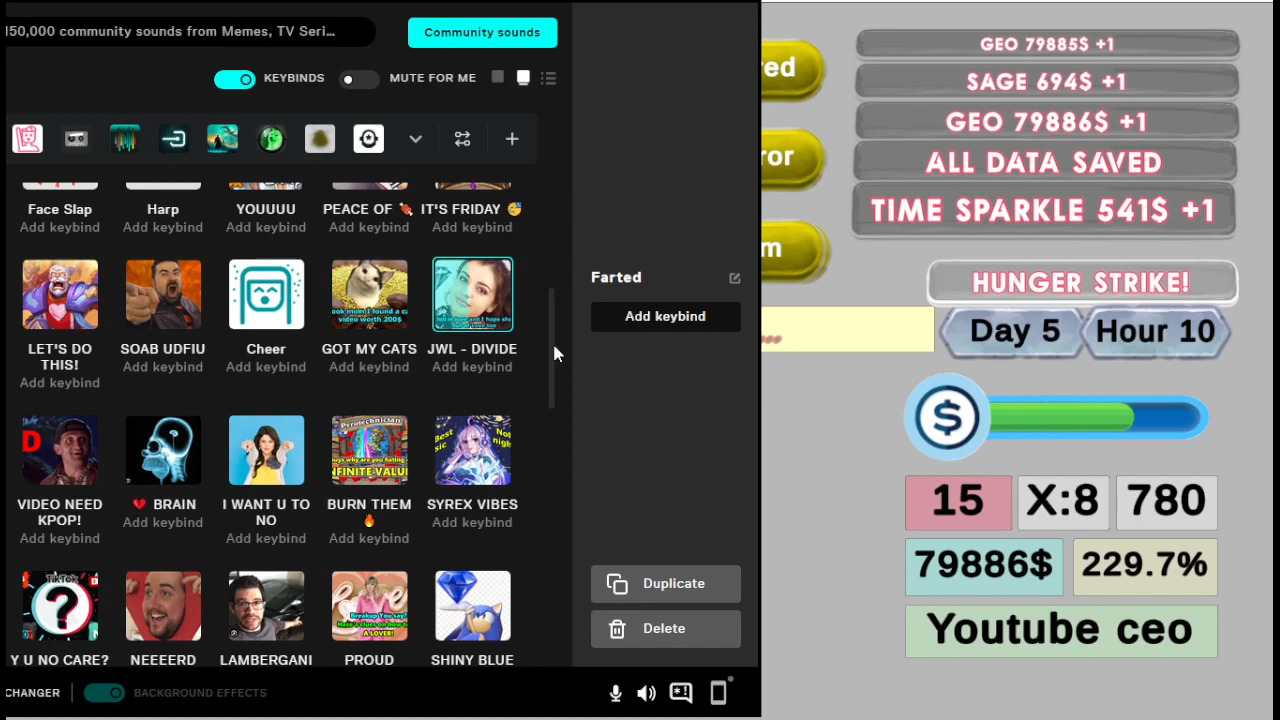 150,000 community sounds from Memes, TV Seri...
Community sounds
KEYBINDS
MUTE FOR ME
Face Slap
Add keybind
Harp
Add keybind
YOUUUU
Add keybind
PEACE OF 🍖
Add keybind
IT'S FRIDAY 🥳
Add keybind
LET'S DO THIS!
Add keybind
SOAB UDFIU
Add keybind
Cheer
Add keybind
GOT MY CATS
Add keybind
JWL - DIVIDE
Add keybind
VIDEO NEED KPOP!
Add keybind
💔 BRAIN
Add keybind
I WANT U TO NO
Add keybind
BURN THEM 🔥
Add keybind
SYREX VIBES
Add keybind
TikTok
Y U NO CARE?
NEEEERD
LAMBERGANI
PROUD
SHINY BLUE
Farted
Add keybind
Duplicate
Delete
CHANGER
BACKGROUND EFFECTS
red
ror
m
GEO 79885$ +1
SAGE 694$ +1
GEO 79886$ +1
ALL DATA SAVED
TIME SPARKLE 541$ +1
HUNGER STRIKE!
Day 5
Hour 10
$
15
X:8
780
79886$
229.7%
Youtube ceo